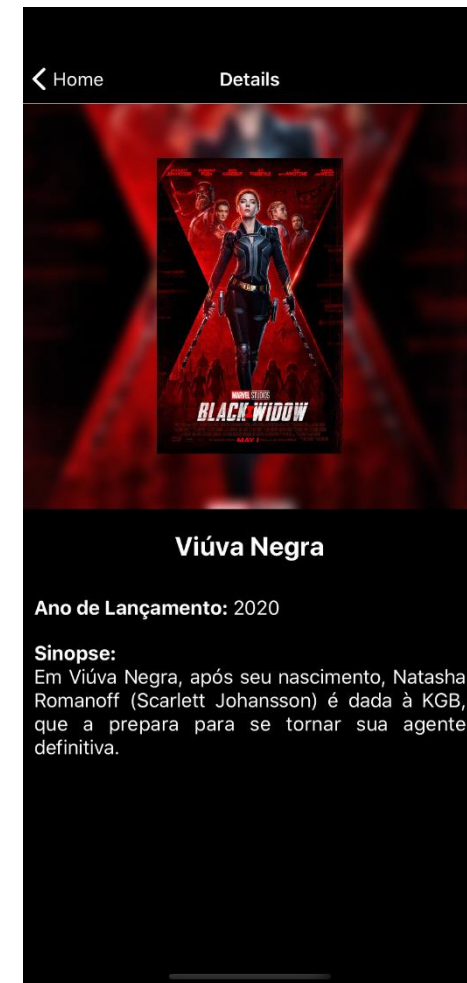 Home
Details
MARVEL STUDIOS
BLACK WIDOW
MAY 1
Viúva Negra
Ano de Lançamento: 2020
Sinopse:
Em Viúva Negra, após seu nascimento, Natasha
Romanoff (Scarlett Johansson) é dada à KGB,
que a prepara para se tornar sua agente
definitiva.